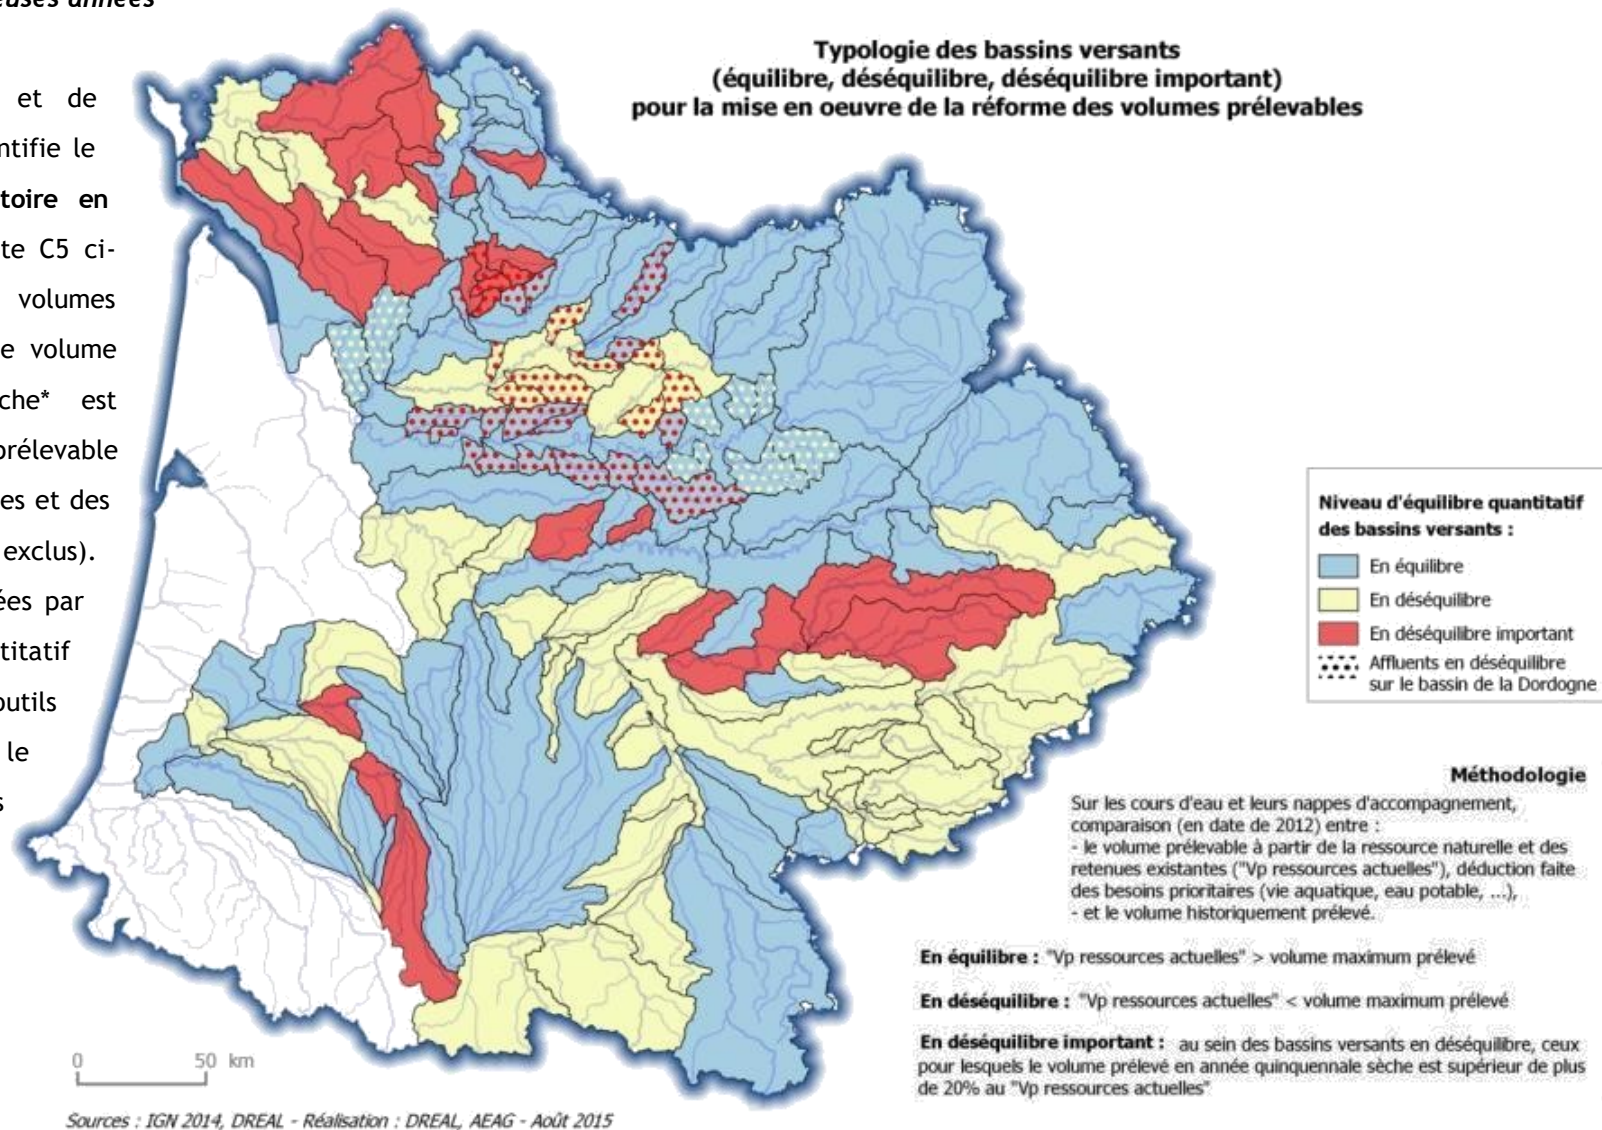 euses années
et de
ntifie le
toire en
te C5 ci-
volumes
e volume
che* est
prélevable
es et des
exclus).
ées par
titatif
outils
le
s
Typologie des bassins versants
(équilibre, déséquilibre, déséquilibre important)
pour la mise en oeuvre de la réforme des volumes prélevables
Niveau d'équilibre quantitatif
des bassins versants :
En équilibre
En déséquilibre
En déséquilibre important
Affluents en déséquilibre
sur le bassin de la Dordogne
Méthodologie
Sur les cours d'eau et leurs nappes d'accompagnement,
comparaison (en date de 2012) entre :
- le volume prélevable à partir de la ressource naturelle et des
retenues existantes ("Vp ressources actuelles"), déduction faite
des besoins prioritaires (vie aquatique, eau potable, ...),
- et le volume historiquement prélevé.
En équilibre : "Vp ressources actuelles" > volume maximum prélevé
En déséquilibre : "Vp ressources actuelles" < volume maximum prélevé
En déséquilibre important : au sein des bassins versants en déséquilibre, ceux
pour lesquels le volume prélevé en année quinquennale sèche est supérieur de plus
de 20% au "Vp ressources actuelles"
0 50 km
Sources : IGN 2014, DREAL - Réalisation : DREAL, AEAG - Août 2015